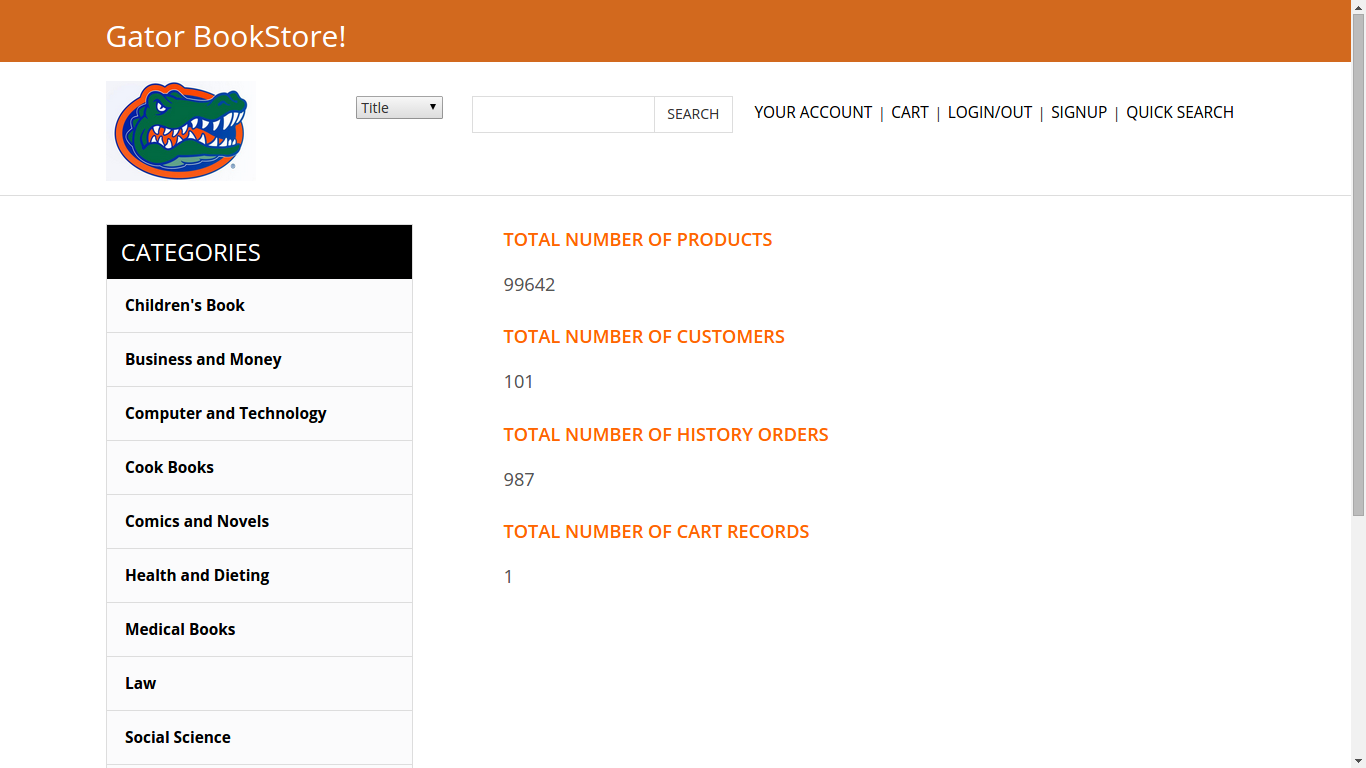 Gator BookStore!
Title
SEARCH
YOUR ACCOUNT | CART | LOGIN/OUT | SIGNUP | QUICK SEARCH
CATEGORIES
Children's Book
Business and Money
Computer and Technology
Cook Books
Comics and Novels
Health and Dieting
Medical Books
Law
Social Science
TOTAL NUMBER OF PRODUCTS
99642
TOTAL NUMBER OF CUSTOMERS
101
TOTAL NUMBER OF HISTORY ORDERS
987
TOTAL NUMBER OF CART RECORDS
1